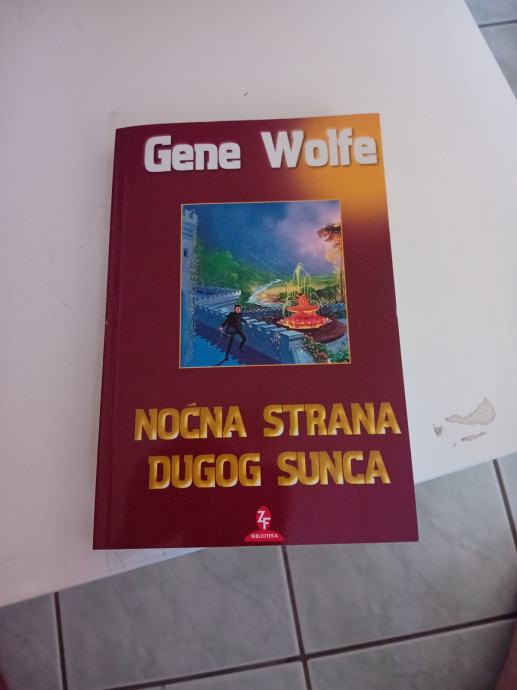 Gene Wolfe
NOĆNA STRANA
DUGOG SUNCA
ZF
BIBLIOTEKA